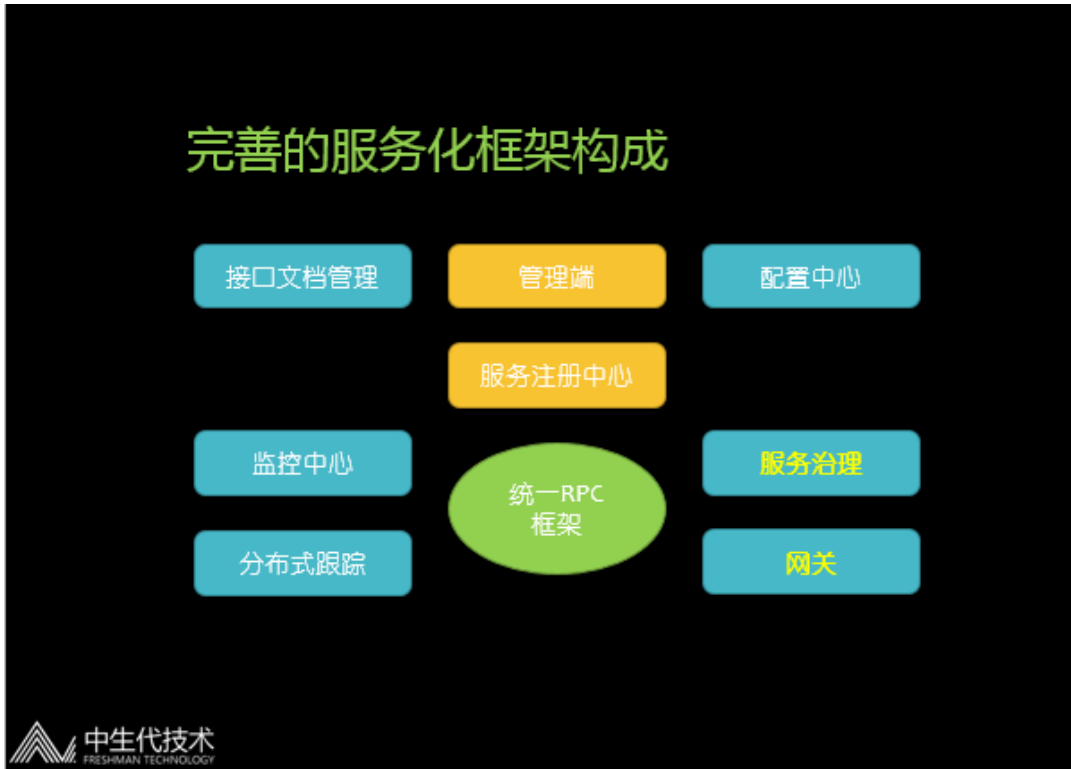 完善的服务化框架构成
接口文档管理
管理端
配置中心
服务注册中心
监控中心
服务治理
统一RPC
框架
分布式跟踪
网关
中生代技术
FRESHMAN TECHNOLOGY